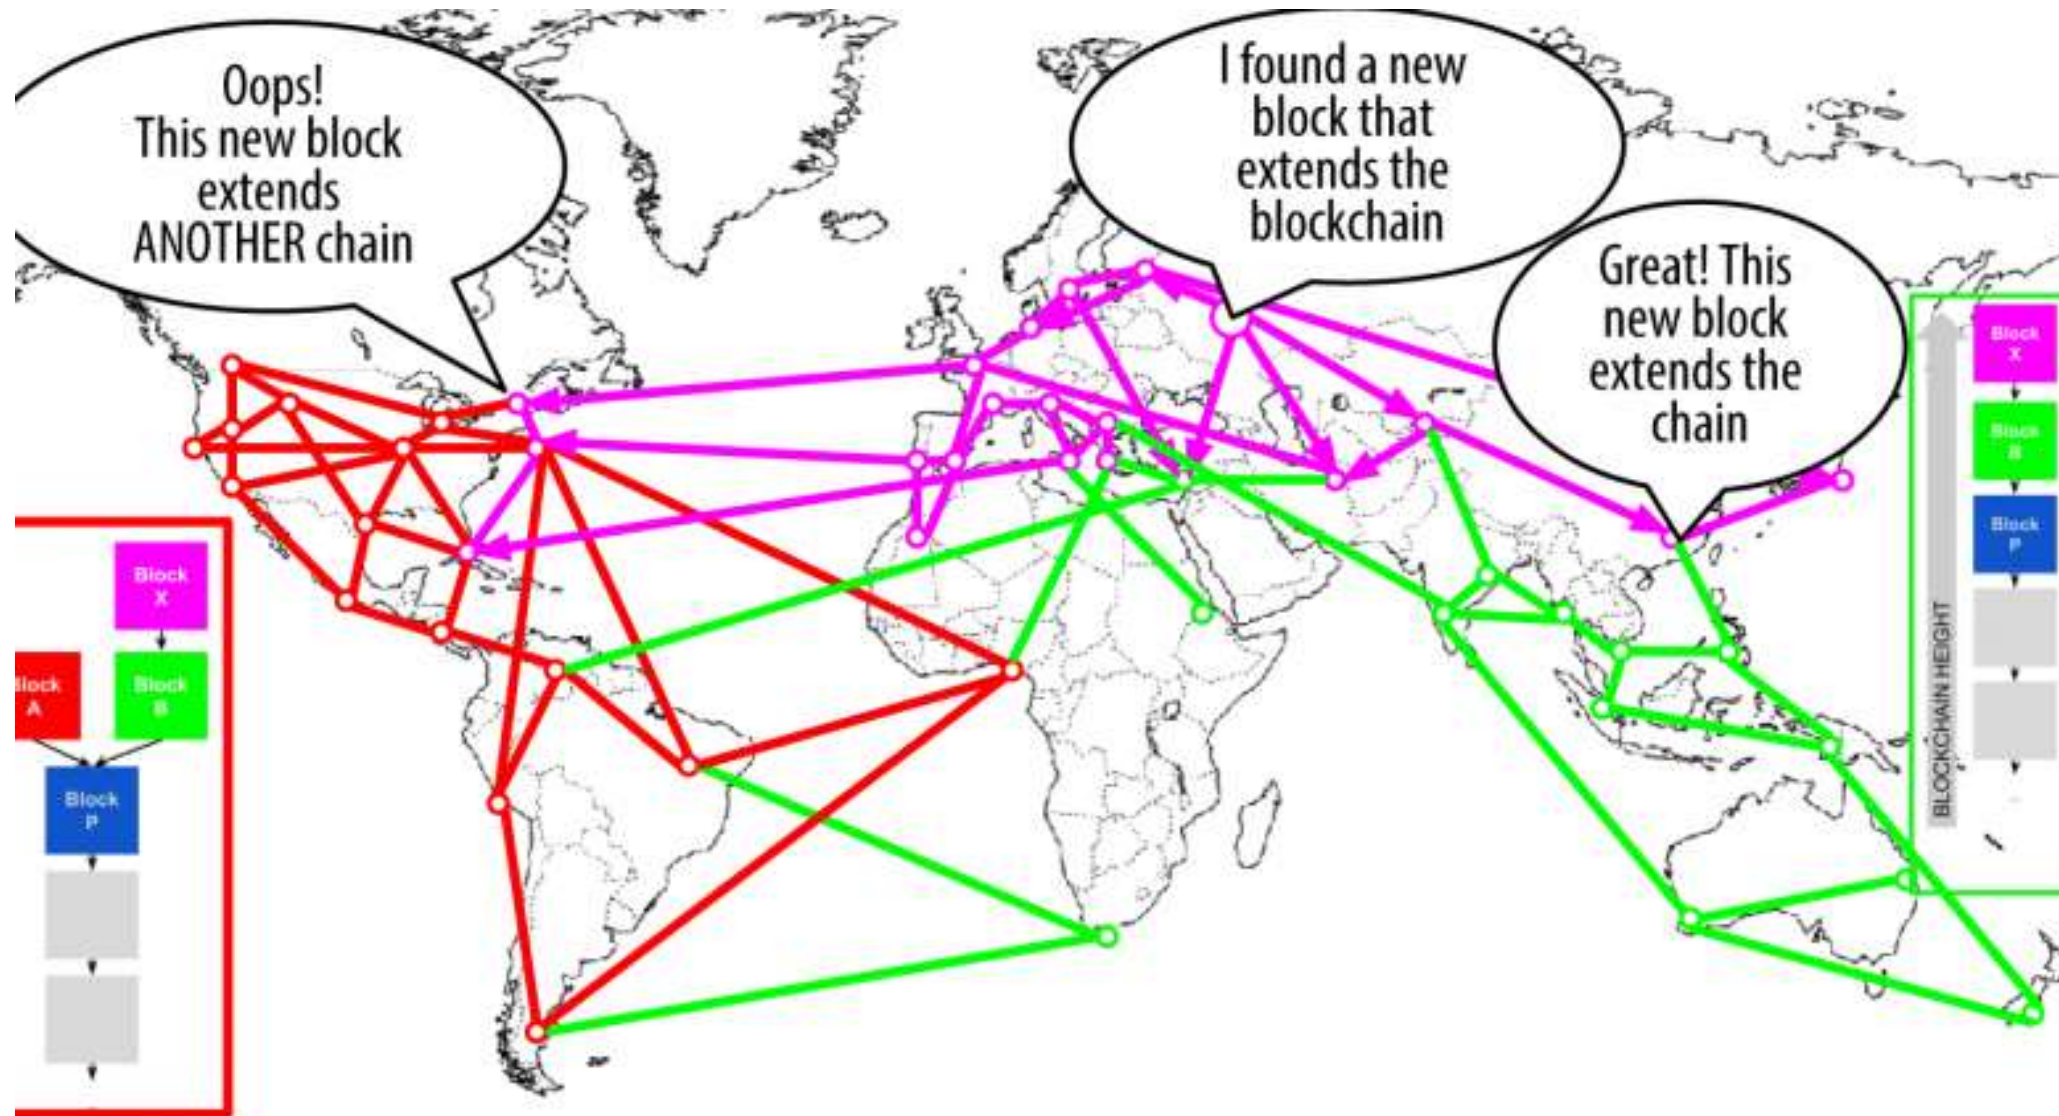 Oops!
This new block
extends
ANOTHER chain
I found a new
block that
extends the
blockchain
Great! This
new block
extends the
chain
Block
X
Block
B
Block
P
BLOCKCHAIN HEIGHT
Block
X
lock
A
Block
B
Block
P